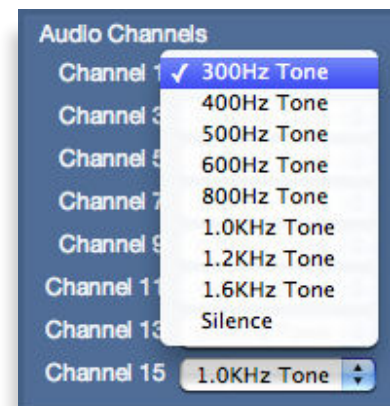 Audio Channels
Channel 1
Channel 3
Channel 5
Channel 7
Channel 9
Channel 11
Channel 13
Channel 15
✓ 300Hz Tone
400Hz Tone
500Hz Tone
600Hz Tone
800Hz Tone
1.0KHz Tone
1.2KHz Tone
1.6KHz Tone
Silence
1.0KHz Tone